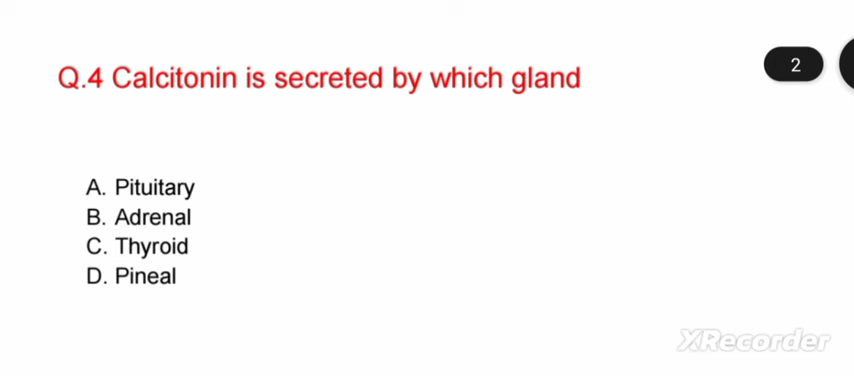 Q.4 Calcitonin is secreted by which gland
2
A. Pituitary
B. Adrenal
C. Thyroid
D. Pineal
XRecorder